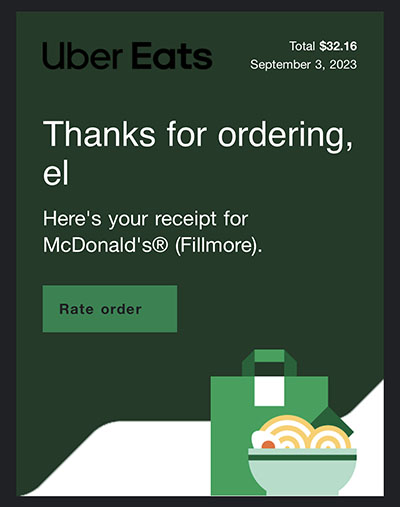 Uber Eats
Total $32.16
September 3, 2023
Thanks for ordering,
el
Here's your receipt for
McDonald's® (Fillmore).
Rate order